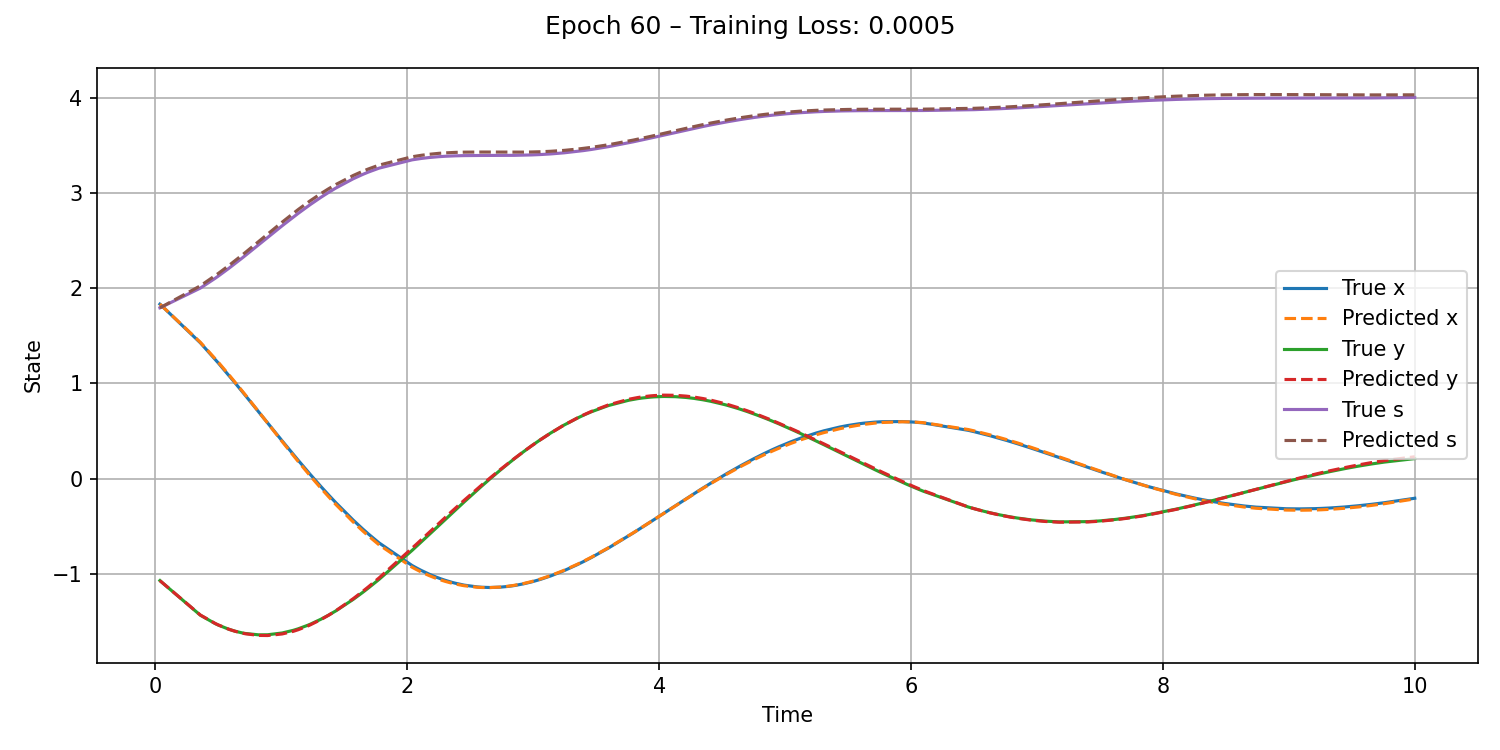 Epoch 60 – Training Loss: 0.0005
State
4
3
2
1
0
−1
True x
Predicted x
True y
Predicted y
True s
Predicted s
0 2 4 6 8 10
Time